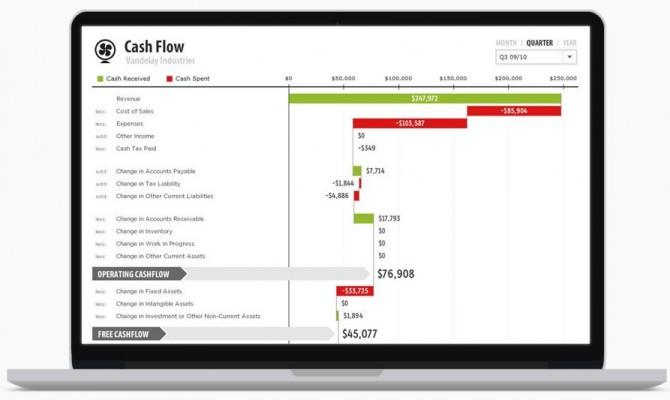 Cash Flow
Vandelay Industries
MONTH / QUARTER / YEAR
Q3 09/10
Cash Received Cash Spent $0 $50,000 $100,000 $150,000 $200,000 $250,000
Revenue $247,972
less: Cost of Sales -$85,904
less: Expenses -$103,587
add: Other Income $0
less: Cash Tax Paid -$349
add: Change in Accounts Payable $7,714
add: Change in Tax Liability -$1,844
add: Change in Other Current Liabilities -$4,886
less: Change in Accounts Receivable $17,793
less: Change in Inventory $0
less: Change in Work in Progress $0
less: Change in Other Current Assets $0
OPERATING CASHFLOW $76,908
less: Change in Fixed Assets -$33,725
less: Change in Intangible Assets $0
less: Change in Investment or Other Non-Current Assets $1,894
FREE CASHFLOW $45,077